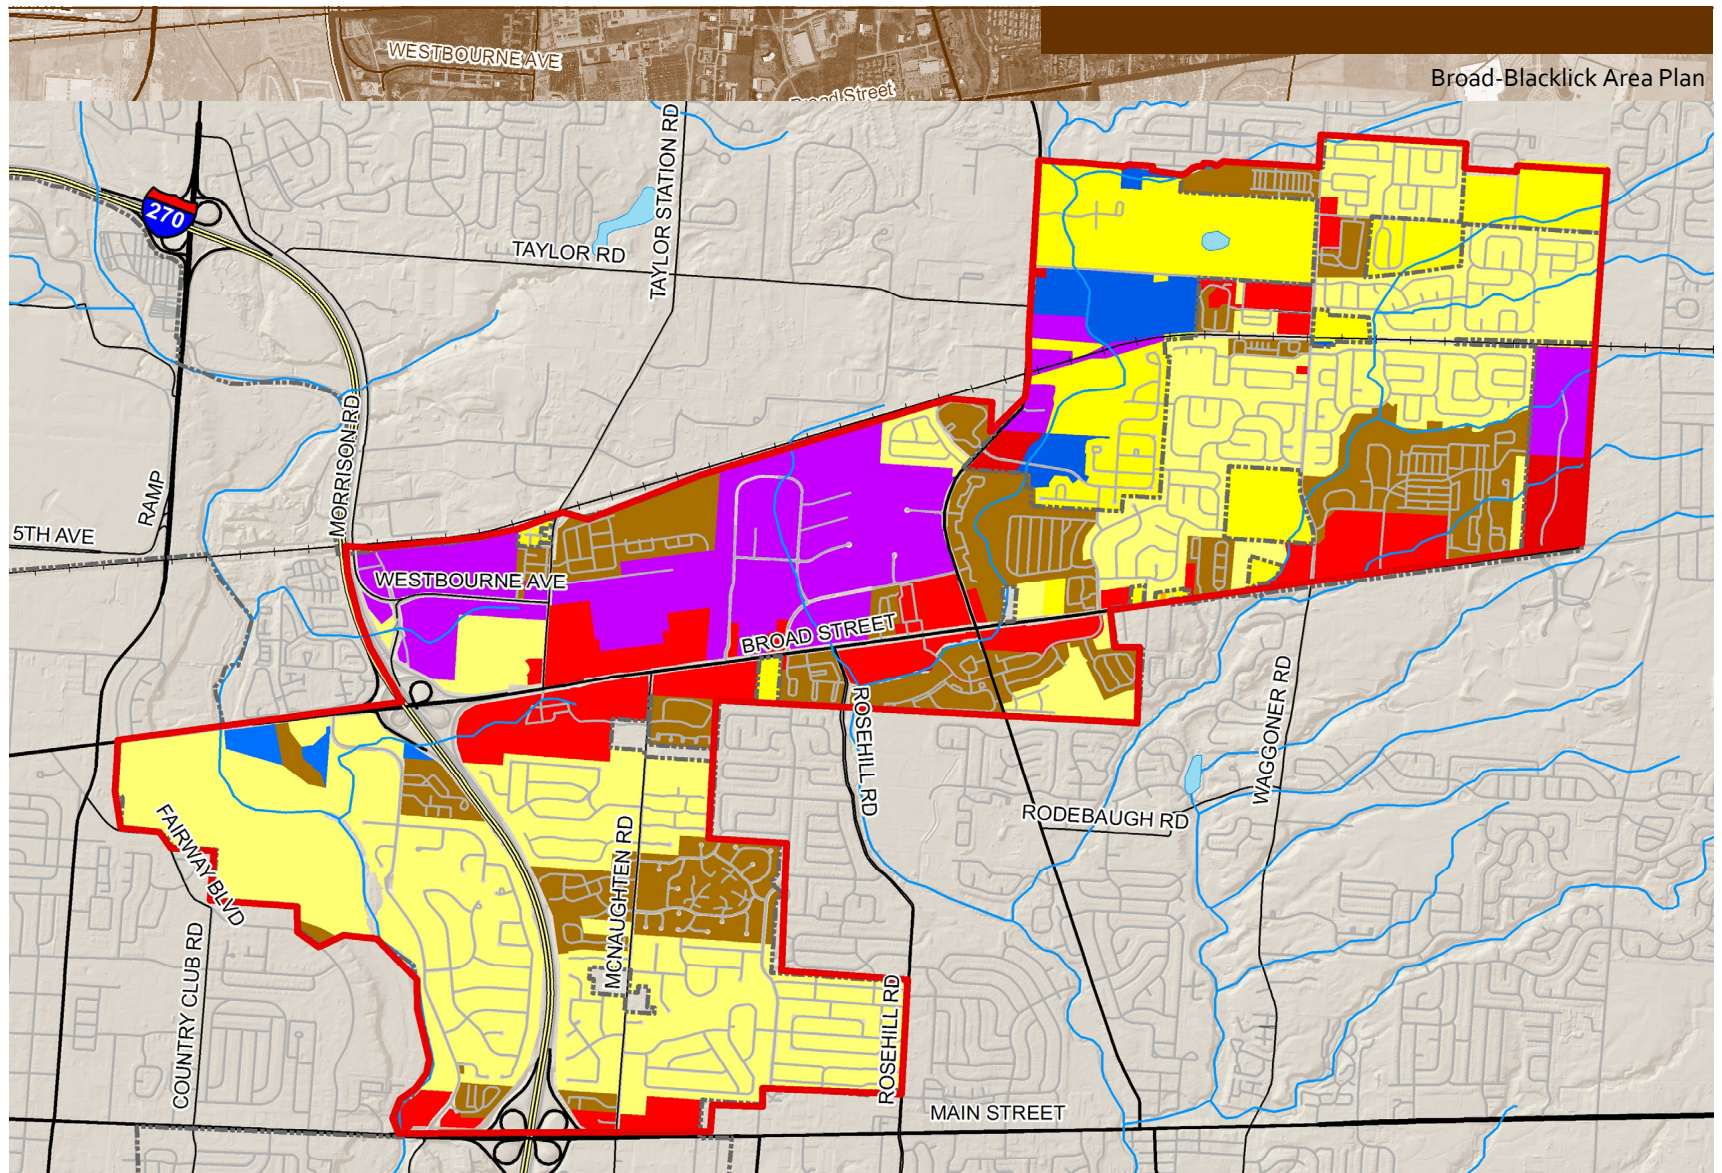 WESTBOURNE AVE
Broad Street
Broad-Blacklick Area Plan
TAYLOR STATION RD
270
TAYLOR RD
MORRISON RD
RAMP
5TH AVE
WESTBOURNE AVE
BROAD STREET
ROSEHILL RD
WAGGONER RD
RODEBAUGH RD
FAIRWAY BLVD
MCNAUGHTEN RD
COUNTRY CLUB RD
ROSEHILL RD
MAIN STREET